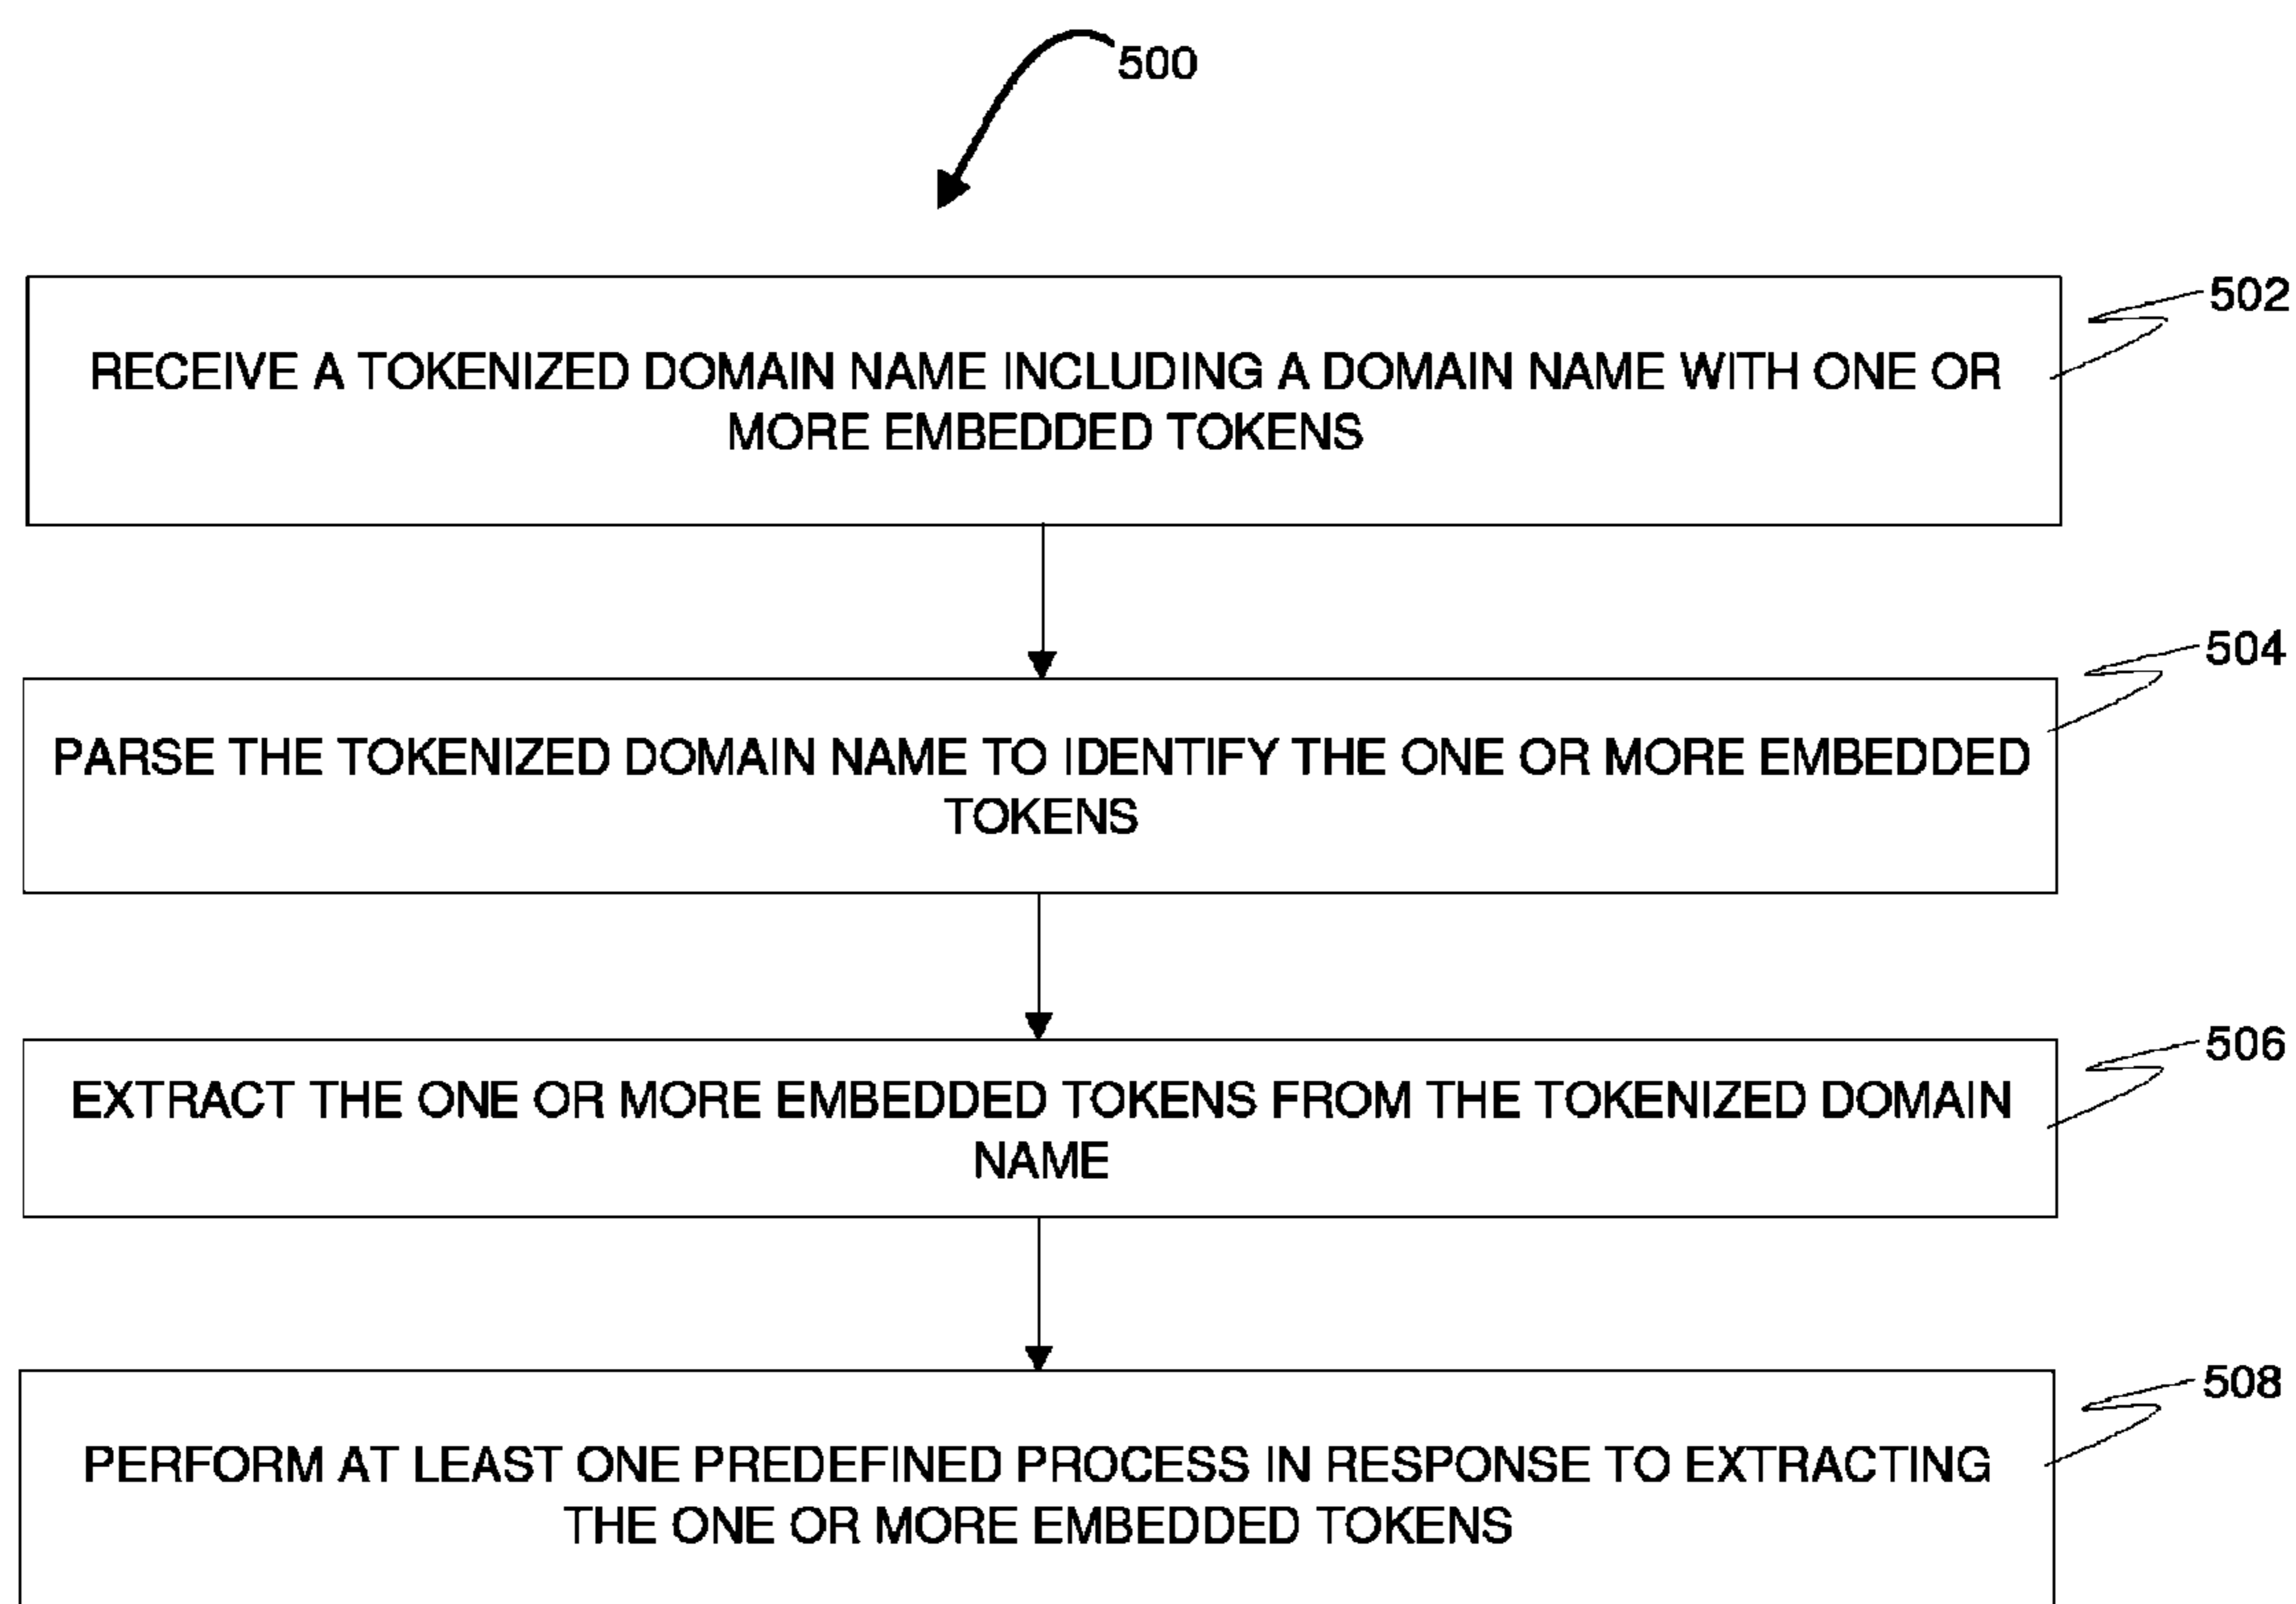 500
502
RECEIVE A TOKENIZED DOMAIN NAME INCLUDING A DOMAIN NAME WITH ONE OR
MORE EMBEDDED TOKENS
504
PARSE THE TOKENIZED DOMAIN NAME TO IDENTIFY THE ONE OR MORE EMBEDDED
TOKENS
506
EXTRACT THE ONE OR MORE EMBEDDED TOKENS FROM THE TOKENIZED DOMAIN
NAME
508
PERFORM AT LEAST ONE PREDEFINED PROCESS IN RESPONSE TO EXTRACTING
THE ONE OR MORE EMBEDDED TOKENS